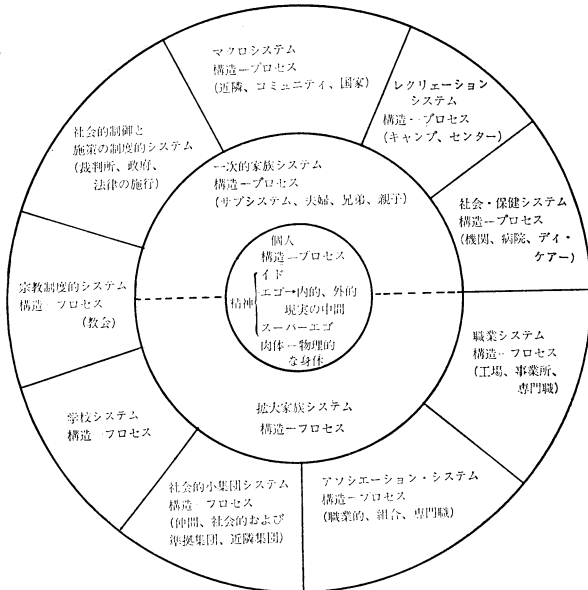 マクロシステム
構造ープロセス
(近隣、コミュニティ、国家)
レクリェーション
システム
構造ープロセス
(キャンプ、センター)
社会・保健システム
構造ープロセス
(機関、病院、ディ・
ケアー)
職業システム
構造ープロセス
(工場、事業所、
専門職)
アソシエーション・システム
構造ープロセス
(職業的、組合、専門職)
社会的小集団システム
構造ープロセス
(仲間、社会的および
準拠集団、近隣集団)
学校システム
構造ープロセス
宗教制度的システム
構造ープロセス
(教会)
社会的制御と
施策の制度的システム
(裁判所、政府、
法律の施行)
一次的家族システム
構造ープロセス
(サブシステム、夫婦、兄弟、親子)
個人
構造ープロセス
精神
イド
エゴ→内的、外的
現実の中間
スーパーエゴ
肉体ー物理的
な身体
拡大家族システム
構造ープロセス